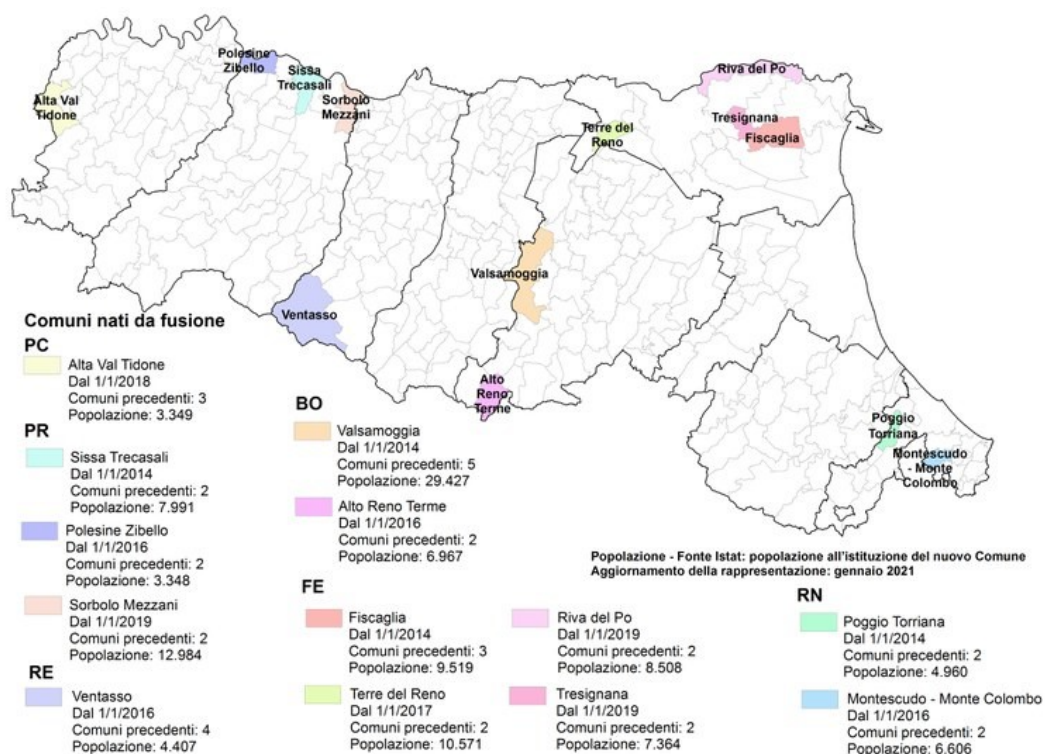 Polesine
Zibello
Sissa
Trecasali
Sorbolo
Mezzani
Alta Val
Tidone
Riva del Po
Tresignana
Fiscaglia
Terre del
Reno
Valsamoggia
Ventasso
Alto
Reno
Terme
Poggio
Torriana
Montescudo
- Monte
Colombo
Comuni nati da fusione
PC
Alta Val Tidone
Dal 1/1/2018
Comuni precedenti: 3
Popolazione: 3.349
PR
Sissa Trecasali
Dal 1/1/2014
Comuni precedenti: 2
Popolazione: 7.991
Polesine Zibello
Dal 1/1/2016
Comuni precedenti: 2
Popolazione: 3.348
Sorbolo Mezzani
Dal 1/1/2019
Comuni precedenti: 2
Popolazione: 12.984
RE
Ventasso
Dal 1/1/2016
Comuni precedenti: 4
Popolazione: 4.407
BO
Valsamoggia
Dal 1/1/2014
Comuni precedenti: 5
Popolazione: 29.427
Alto Reno Terme
Dal 1/1/2016
Comuni precedenti: 2
Popolazione: 6.967
Popolazione - Fonte Istat: popolazione all'istituzione del nuovo Comune
Aggiornamento della rappresentazione: gennaio 2021
FE
Fiscaglia
Dal 1/1/2014
Comuni precedenti: 3
Popolazione: 9.519
Terre del Reno
Dal 1/1/2017
Comuni precedenti: 2
Popolazione: 10.571
Riva del Po
Dal 1/1/2019
Comuni precedenti: 2
Popolazione: 8.508
Tresignana
Dal 1/1/2019
Comuni precedenti: 2
Popolazione: 7.364
RN
Poggio Torriana
Dal 1/1/2014
Comuni precedenti: 2
Popolazione: 4.960
Montescudo - Monte Colombo
Dal 1/1/2016
Comuni precedenti: 2
Popolazione: 6.606